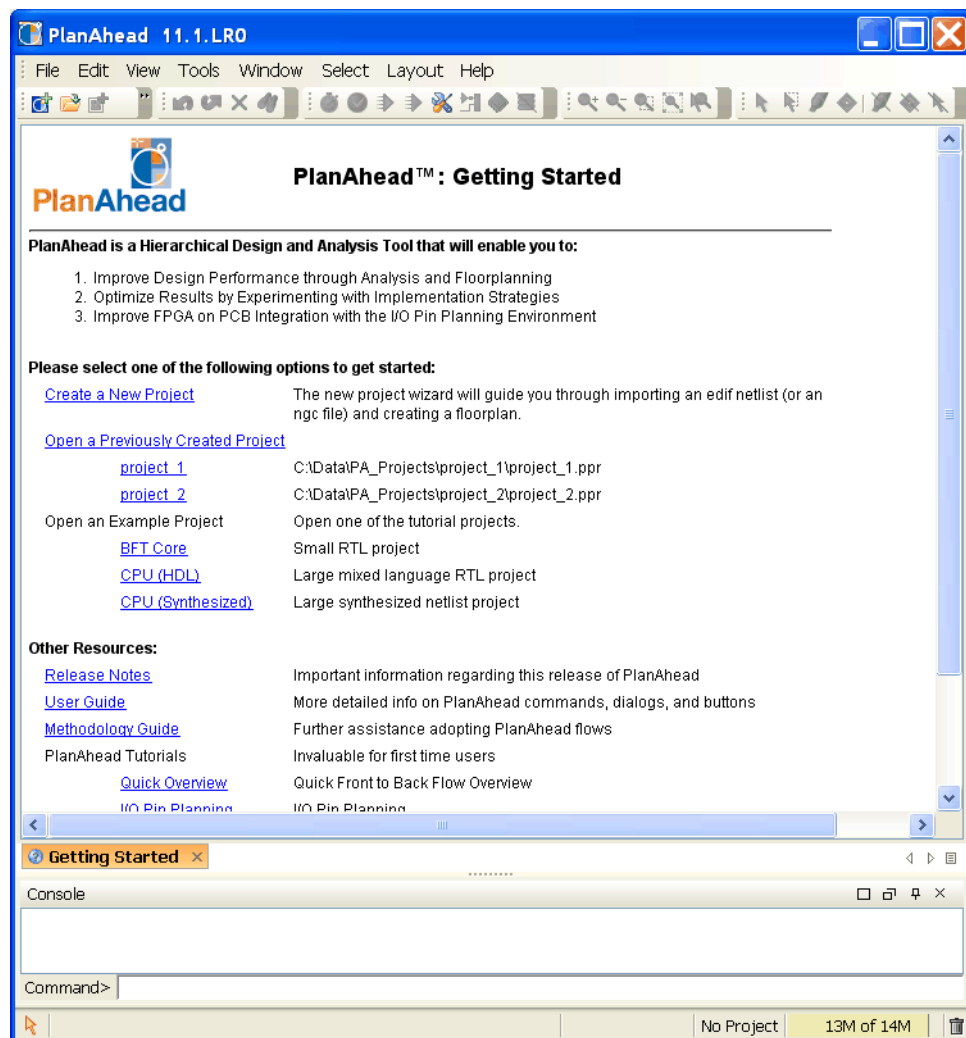 PlanAhead 11.1.LR0
File Edit View Tools Window Select Layout Help
PlanAhead
PlanAhead™: Getting Started
PlanAhead is a Hierarchical Design and Analysis Tool that will enable you to:
1. Improve Design Performance through Analysis and Floorplanning
2. Optimize Results by Experimenting with Implementation Strategies
3. Improve FPGA on PCB Integration with the I/O Pin Planning Environment
Please select one of the following options to get started:
Create a New Project The new project wizard will guide you through importing an edif netlist (or an
ngc file) and creating a floorplan.
Open a Previously Created Project
project_1 C:\Data\PA_Projects\project_1\project_1.ppr
project_2 C:\Data\PA_Projects\project_2\project_2.ppr
Open an Example Project Open one of the tutorial projects.
BFT Core Small RTL project
CPU (HDL) Large mixed language RTL project
CPU (Synthesized) Large synthesized netlist project
Other Resources:
Release Notes Important information regarding this release of PlanAhead
User Guide More detailed info on PlanAhead commands, dialogs, and buttons
Methodology Guide Further assistance adopting PlanAhead flows
PlanAhead Tutorials Invaluable for first time users
Quick Overview Quick Front to Back Flow Overview
I/O Pin Planning I/O Pin Planning
Getting Started
Console
Command>
No Project 13M of 14M